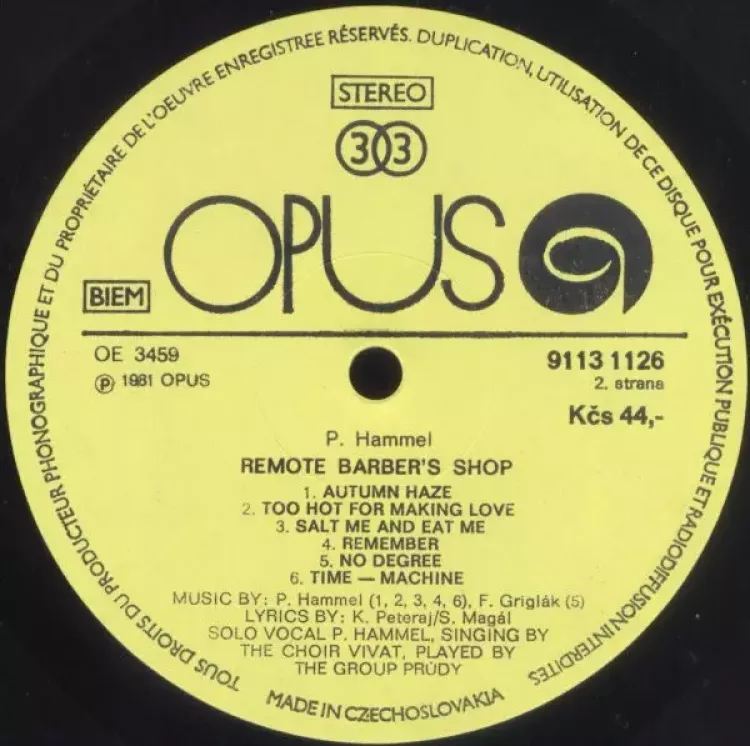 TOUS DROITS DU PRODUCTEUR PHONOGRAPHIQUE ET DU PROPRIÉTAIRE DE L'OEUVRE ENREGISTREE RÉSERVÉS. DUPLICATION, UTILISATION DE CE DISQUE POUR EXÉCUTION PUBLIQUE ET RADIODIFFUSION INTERDITES
STEREO
33
OPUS
BIEM
OE 3459
℗ 1981 OPUS
9113 1126
2. strana
Kčs 44,-
P. Hammel
REMOTE BARBER'S SHOP
1. AUTUMN HAZE
2. TOO HOT FOR MAKING LOVE
3. SALT ME AND EAT ME
4. REMEMBER
5. NO DEGREE
6. TIME — MACHINE
MUSIC BY: P. Hammel (1, 2, 3, 4, 6), F. Griglák (5)
LYRICS BY: K. Peteraj/S. Magál
SOLO VOCAL P. HAMMEL, SINGING BY
THE CHOIR VIVAT, PLAYED BY
THE GROUP PRÚDY
MADE IN CZECHOSLOVAKIA